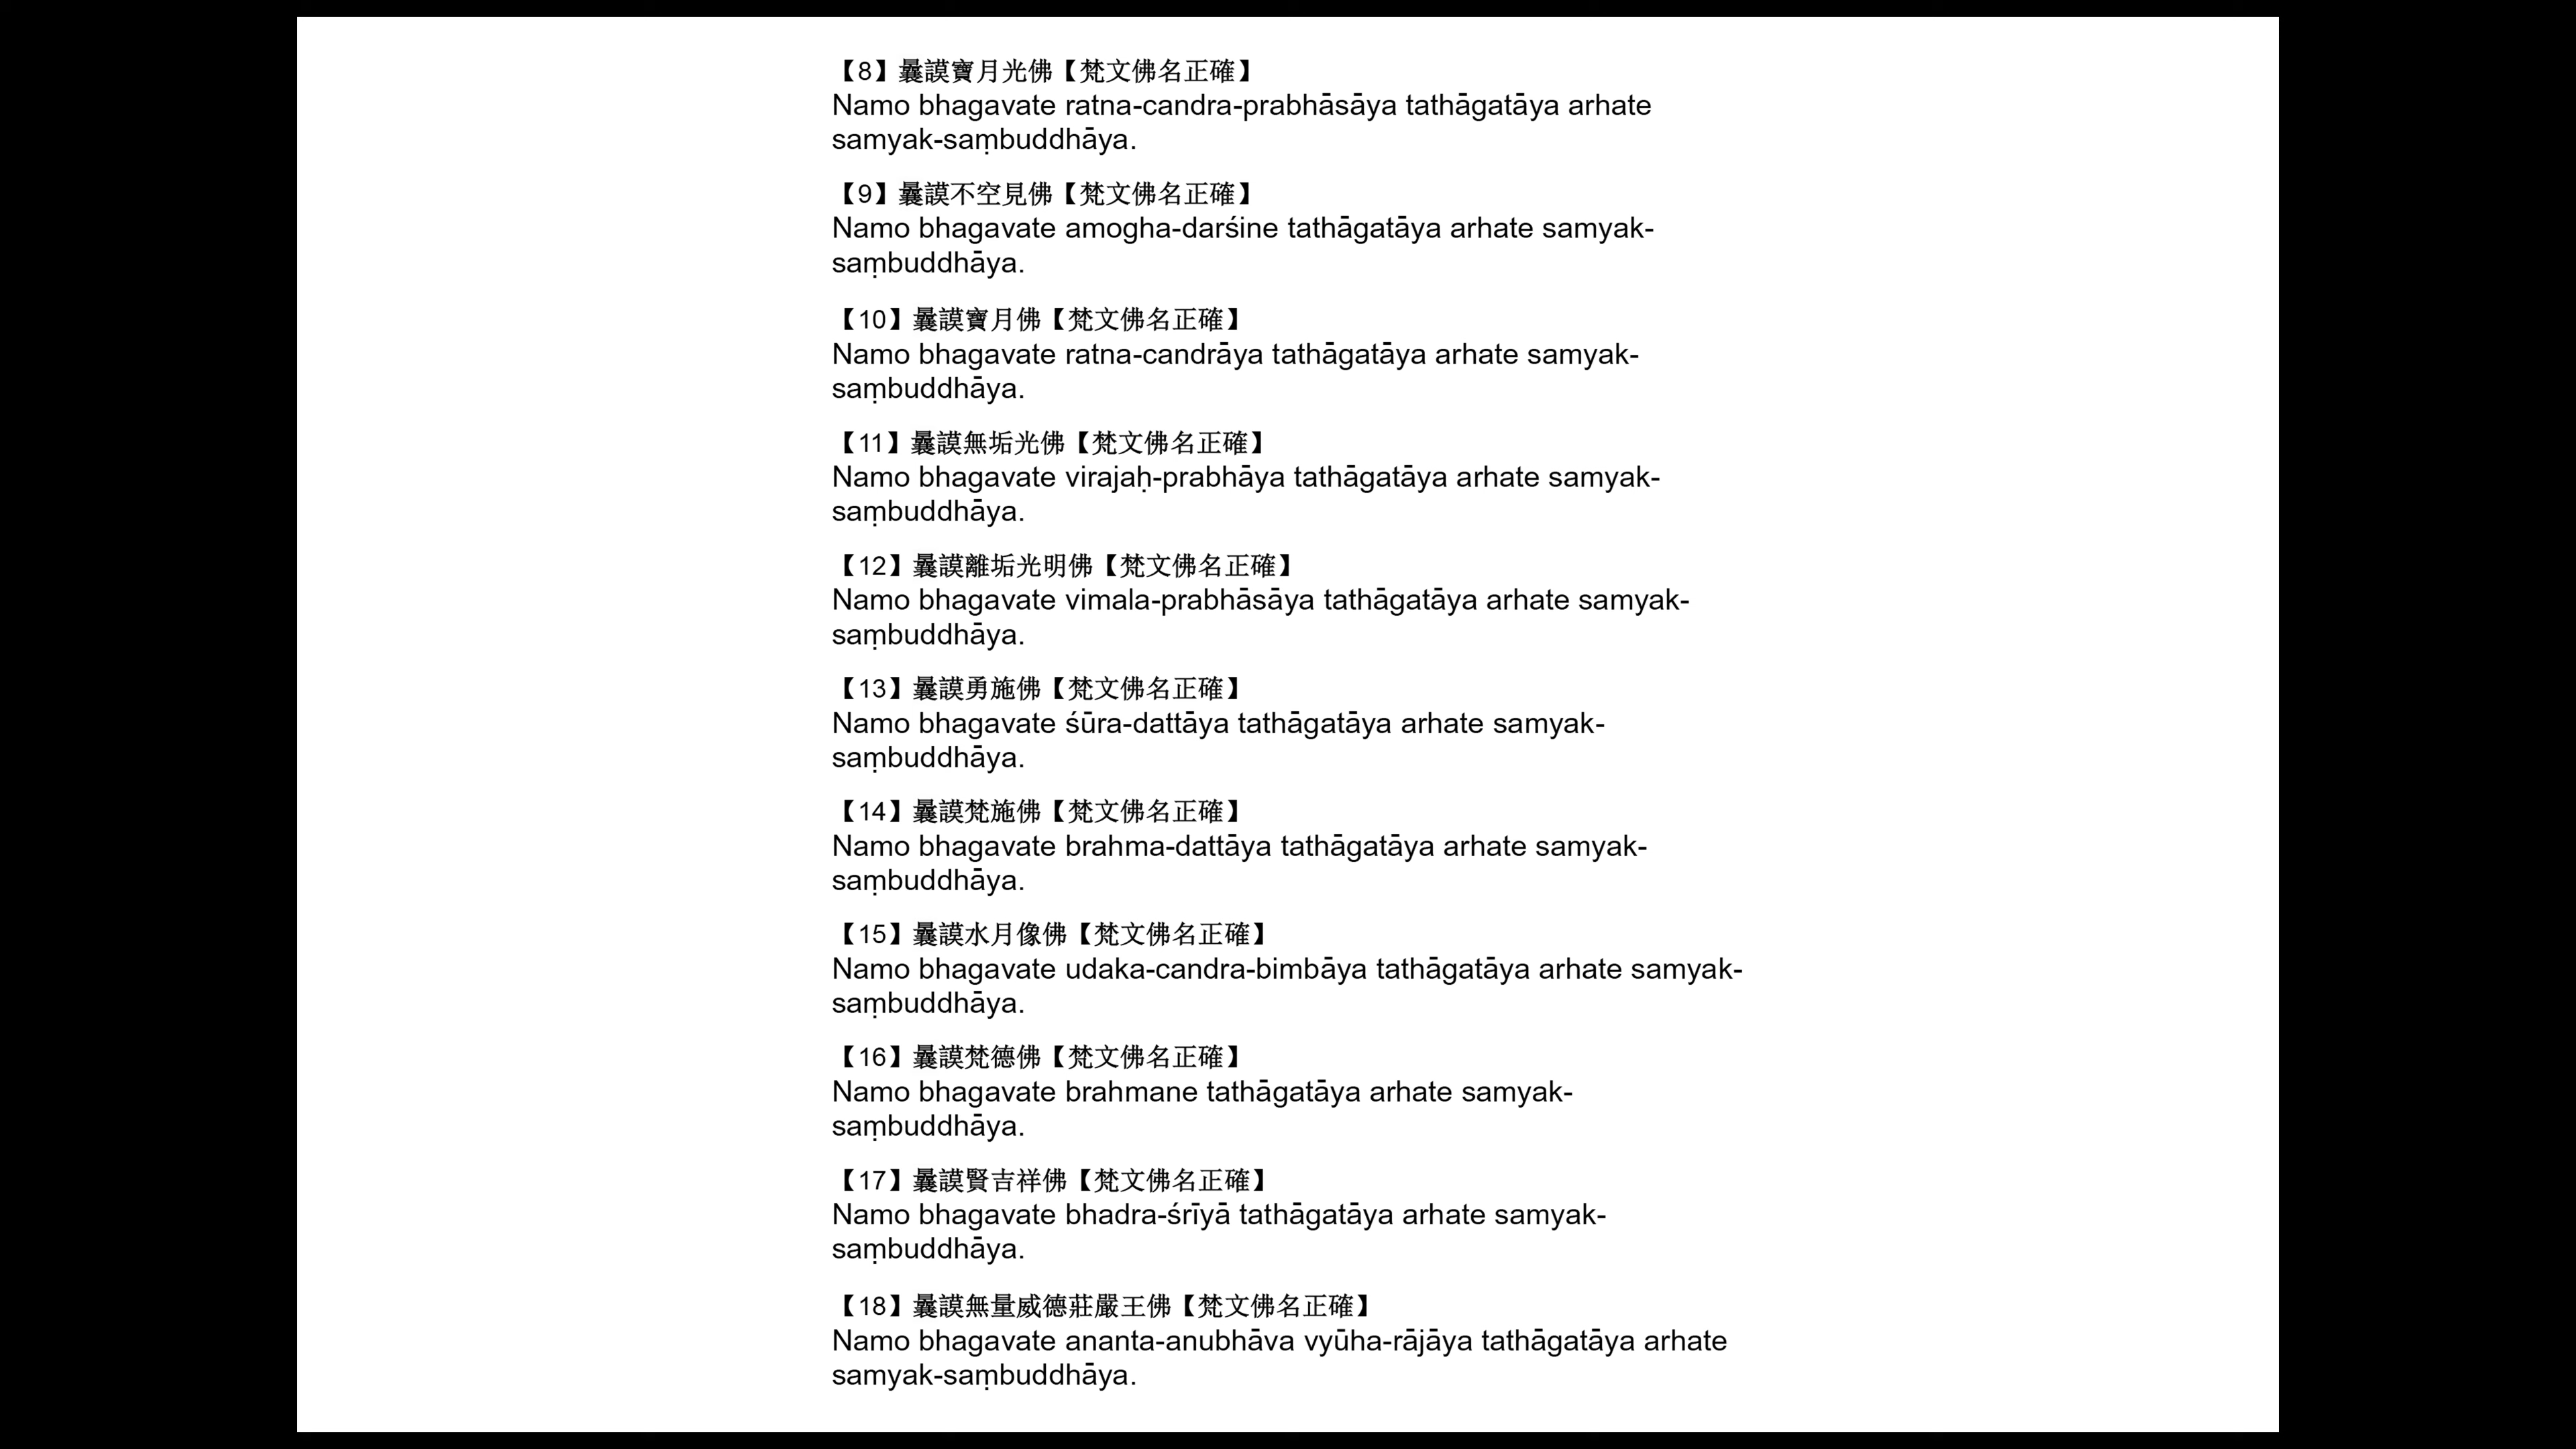 【8】曩謨寶月光佛【梵文佛名正確】
Namo bhagavate ratna-candra-prabhāsāya tathāgatāya arhate
samyak-saṃbuddhāya.
【9】曩謨不空見佛【梵文佛名正確】
Namo bhagavate amogha-darśine tathāgatāya arhate samyak-
saṃbuddhāya.
【10】曩謨寶月佛【梵文佛名正確】
Namo bhagavate ratna-candrāya tathāgatāya arhate samyak-
saṃbuddhāya.
【11】曩謨無垢光佛【梵文佛名正確】
Namo bhagavate virajaḥ-prabhāya tathāgatāya arhate samyak-
saṃbuddhāya.
【12】曩謨離垢光明佛【梵文佛名正確】
Namo bhagavate vimala-prabhāsāya tathāgatāya arhate samyak-
saṃbuddhāya.
【13】曩謨勇施佛【梵文佛名正確】
Namo bhagavate śūra-dattāya tathāgatāya arhate samyak-
saṃbuddhāya.
【14】曩謨梵施佛【梵文佛名正確】
Namo bhagavate brahma-dattāya tathāgatāya arhate samyak-
saṃbuddhāya.
【15】曩謨水月像佛【梵文佛名正確】
Namo bhagavate udaka-candra-bimbāya tathāgatāya arhate samyak-
saṃbuddhāya.
【16】曩謨梵德佛【梵文佛名正確】
Namo bhagavate brahmane tathāgatāya arhate samyak-
saṃbuddhāya.
【17】曩謨賢吉祥佛【梵文佛名正確】
Namo bhagavate bhadra-śrīyā tathāgatāya arhate samyak-
saṃbuddhāya.
【18】曩謨無量威德莊嚴王佛【梵文佛名正確】
Namo bhagavate ananta-anubhāva vyūha-rājāya tathāgatāya arhate
samyak-saṃbuddhāya.